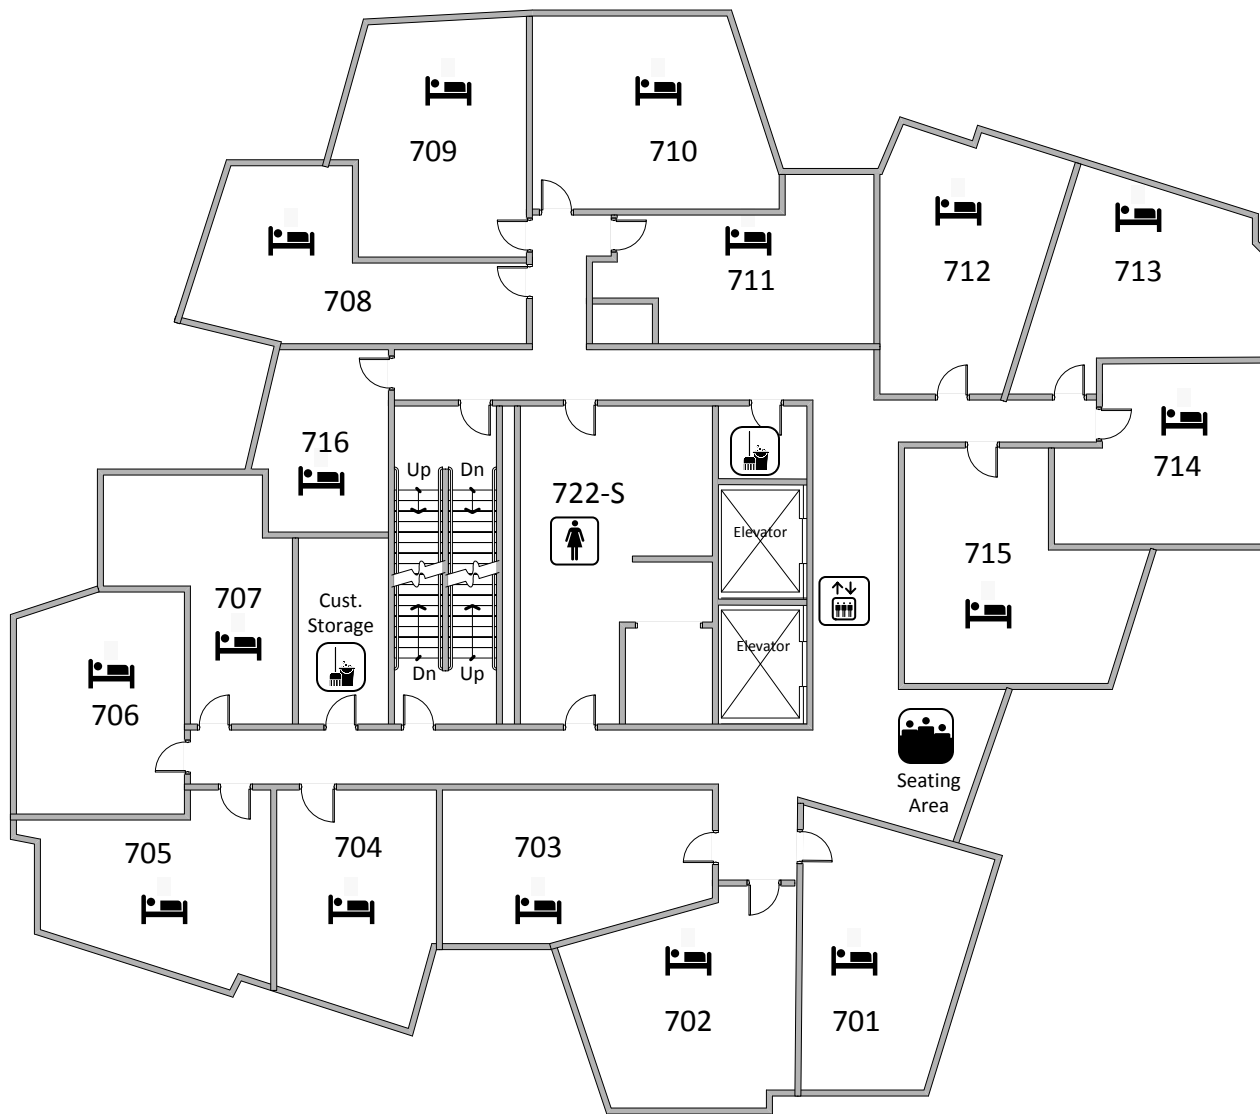 709
710
711
712
713
708
716
Up
Dn
722-S
714
Elevator
715
707
Cust.
Storage
Elevator
Dn
Up
706
Seating
Area
705
704
703
702
701